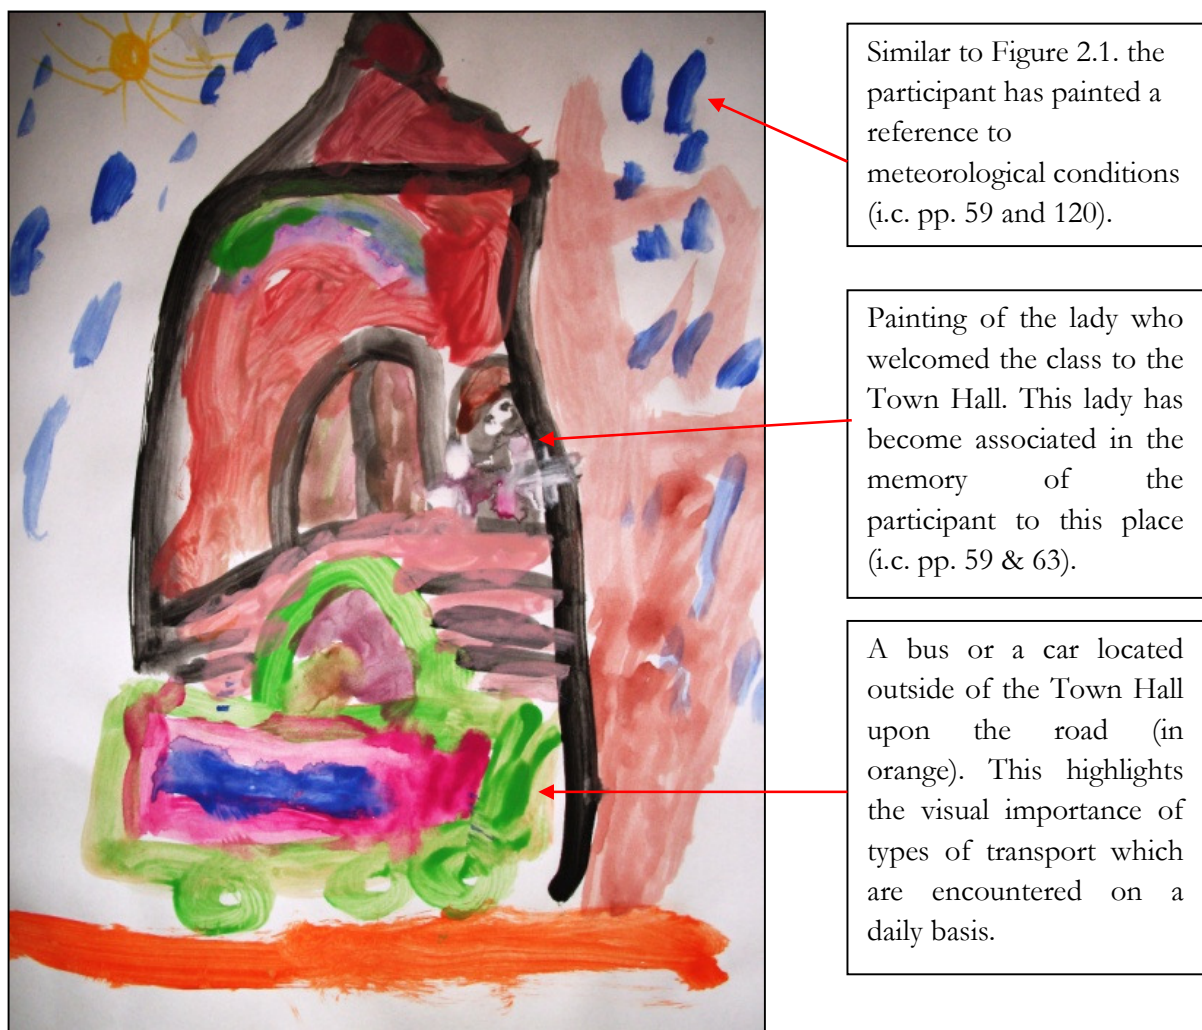 Similar to Figure 2.1. the
participant has painted a
reference to
meteorological conditions
(i.c. pp. 59 and 120).
Painting of the lady who
welcomed the class to the
Town Hall. This lady has
become associated in the
memory of the
participant to this place
(i.c. pp. 59 & 63).
A bus or a car located
outside of the Town Hall
upon the road (in
orange). This highlights
the visual importance of
types of transport which
are encountered on a
daily basis.